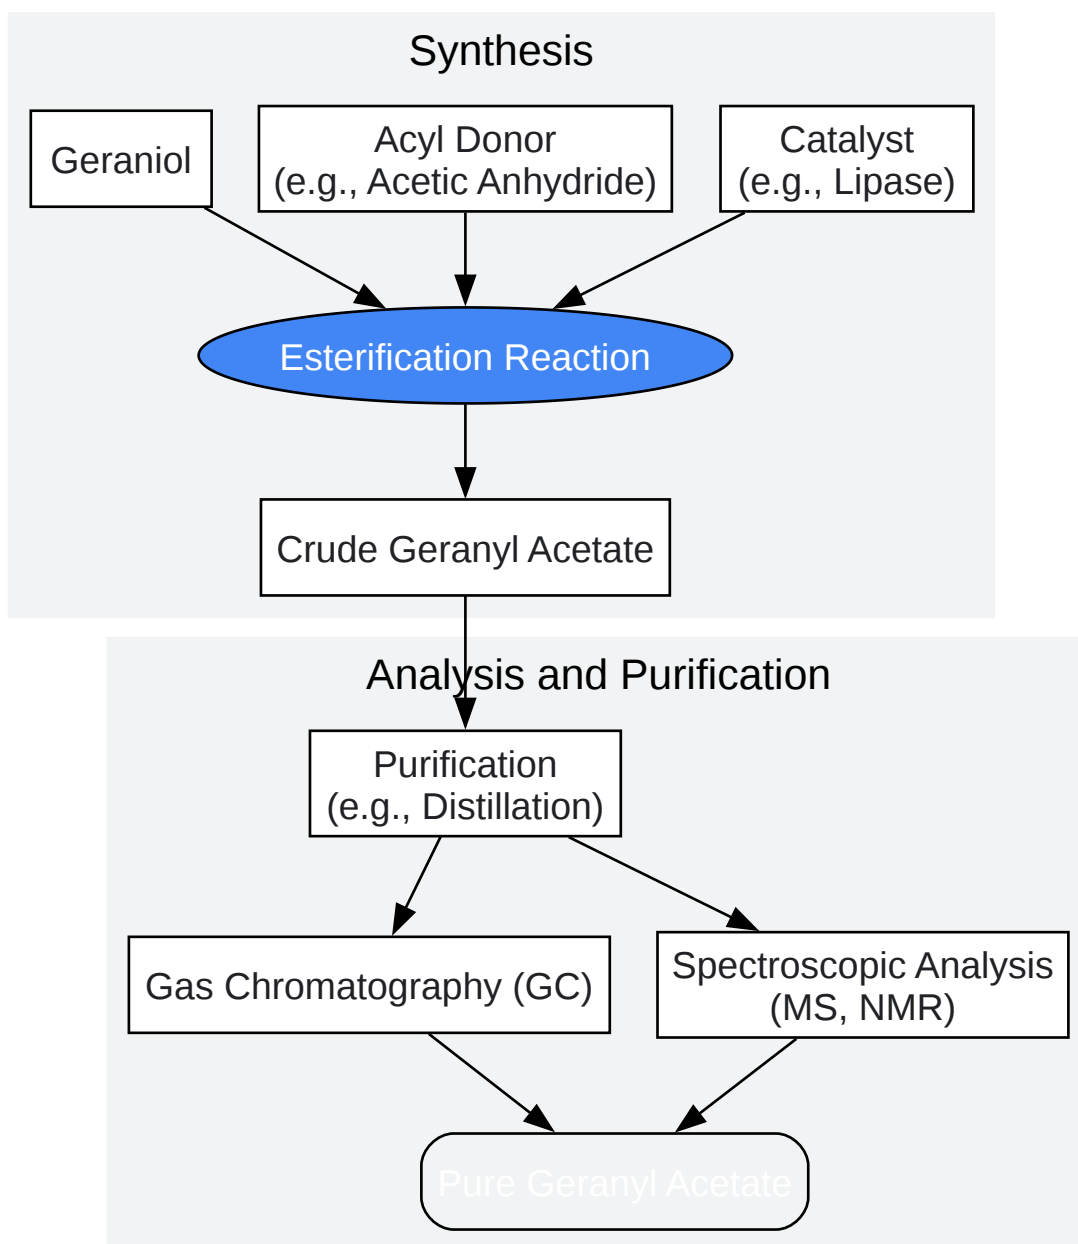 Synthesis
Geraniol
Acyl Donor
(e.g., Acetic Anhydride)
Catalyst
(e.g., Lipase)
Esterification Reaction
Crude Geranyl Acetate
Analysis and Purification
Purification
(e.g., Distillation)
Gas Chromatography (GC)
Spectroscopic Analysis
(MS, NMR)
Pure Geranyl Acetate